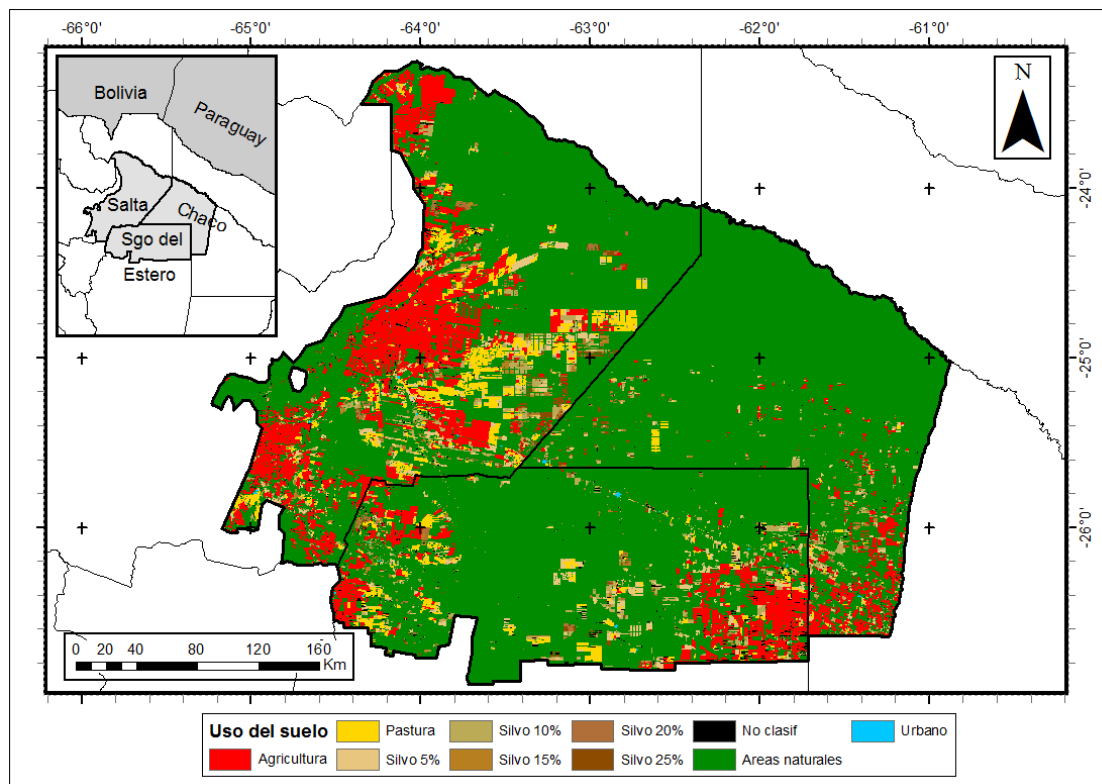 -66°0' -65°0' -64°0' -63°0' -62°0' -61°0'
Bolivia
Paraguay
Salta
Chaco
Sgo del
Estero
N
-24°0'
-25°0'
-26°0'
0 20 40 80 120 160
Km
Uso del suelo
Pastura
Silvo 10%
Silvo 20%
No clasif
Urbano
Agricultura
Silvo 5%
Silvo 15%
Silvo 25%
Areas naturales